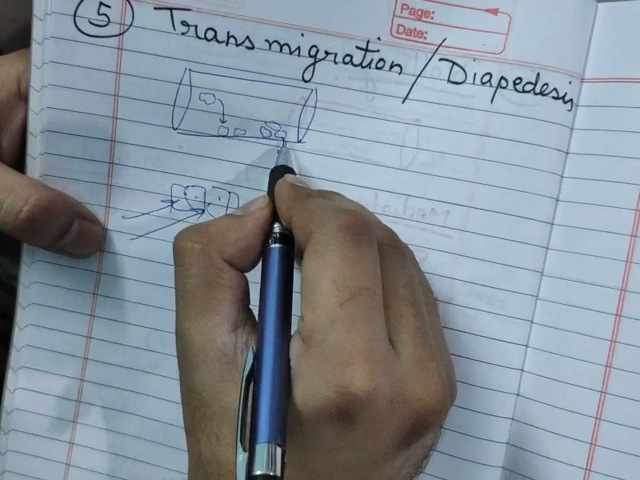 Page:
Date:
5 Transmigration / Diapedesis